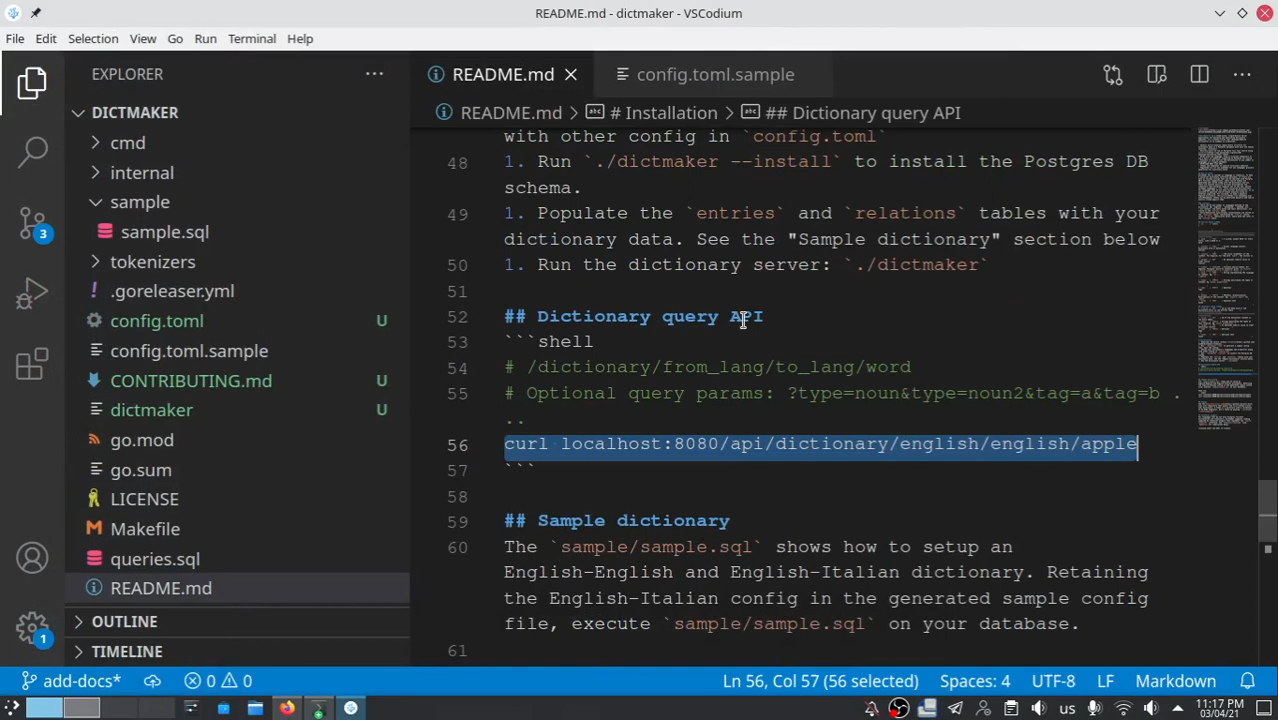 README.md - dictmaker - VSCodium
File Edit Selection View Go Run Terminal Help
EXPLORER
README.md
config.toml.sample
README.md > # Installation > ## Dictionary query API
DICTMAKER
cmd
internal
sample
sample.sql
tokenizers
.goreleaser.yml
config.toml U
config.toml.sample
CONTRIBUTING.md U
dictmaker U
go.mod
go.sum
LICENSE
Makefile
queries.sql
README.md
OUTLINE
TIMELINE
3
1
with other config in `config.toml`
48 1. Run `./dictmaker --install` to install the Postgres DB
schema.
49 1. Populate the `entries` and `relations` tables with your
dictionary data. See the "Sample dictionary" section below
50 1. Run the dictionary server: `./dictmaker`
51
52 ## Dictionary query API
53 ```shell
54 # /dictionary/from_lang/to_lang/word
55 # Optional query params: ?type=noun&type=noun2&tag=a&tag=b .
..
56 curl localhost:8080/api/dictionary/english/english/apple
57 ```
58
59 ## Sample dictionary
60 The `sample/sample.sql` shows how to setup an
English-English and English-Italian dictionary. Retaining
the English-Italian config in the generated sample config
file, execute `sample/sample.sql` on your database.
61
add-docs* 0 0 Ln 56, Col 57 (56 selected) Spaces: 4 UTF-8 LF Markdown
us 11:17 PM
03/04/21